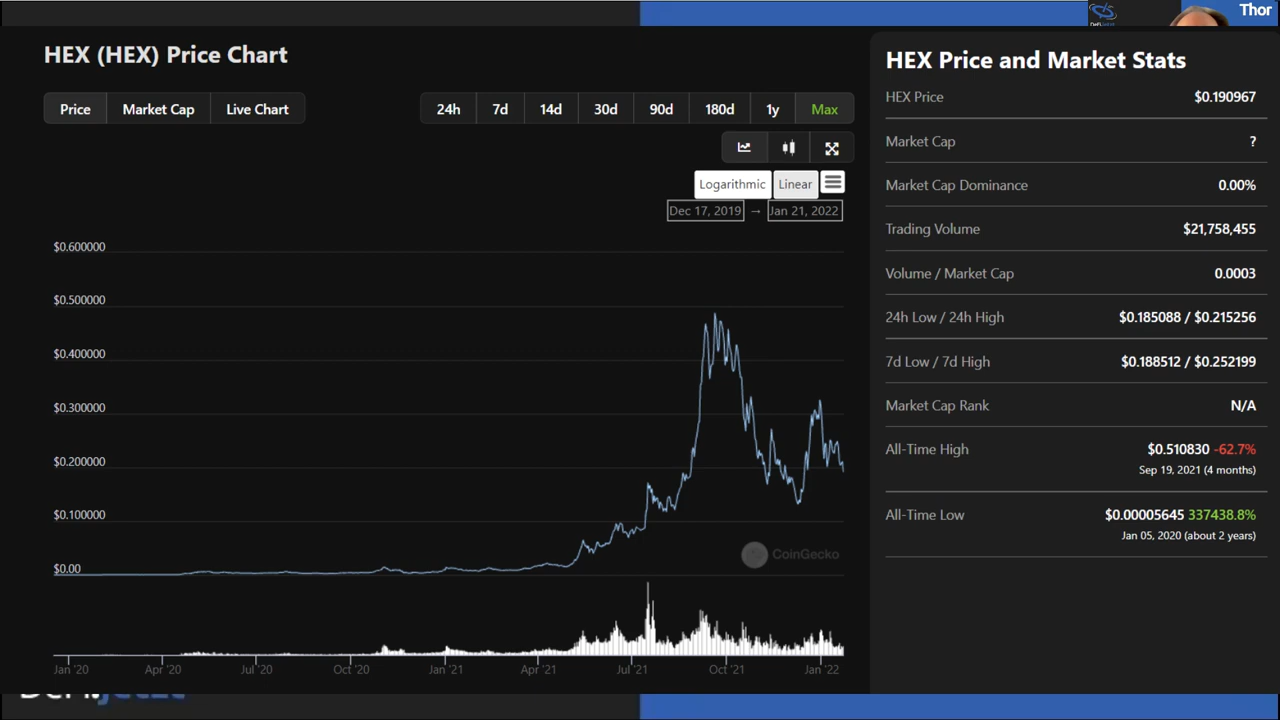 Thor
HEX (HEX) Price Chart
Price
Market Cap
Live Chart
24h
7d
14d
30d
90d
180d
1y
Max
Logarithmic
Linear
Dec 17, 2019 → Jan 21, 2022
$0.600000
$0.500000
$0.400000
$0.300000
$0.200000
$0.100000
$0.00
CoinGecko
Jan '20
Apr '20
Jul '20
Oct '20
Jan '21
Apr '21
Jul '21
Oct '21
Jan '22
HEX Price and Market Stats
HEX Price $0.190967
Market Cap ?
Market Cap Dominance 0.00%
Trading Volume $21,758,455
Volume / Market Cap 0.0003
24h Low / 24h High $0.185088 / $0.215256
7d Low / 7d High $0.188512 / $0.252199
Market Cap Rank N/A
All-Time High $0.510830 -62.7%
Sep 19, 2021 (4 months)
All-Time Low $0.00005645 337438.8%
Jan 05, 2020 (about 2 years)